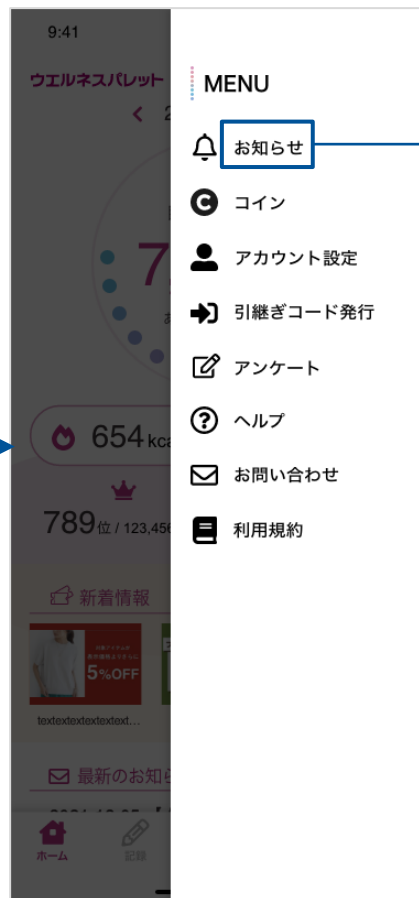 9:41
ウエルネスパレット
MENU
お知らせ
コイン
アカウント設定
引継ぎコード発行
アンケート
ヘルプ
お問い合わせ
利用規約
7
654 kca
789位 / 123,456
新着情報
5%OFF
textextextextextext...
最新のお知ら
ホーム
記録